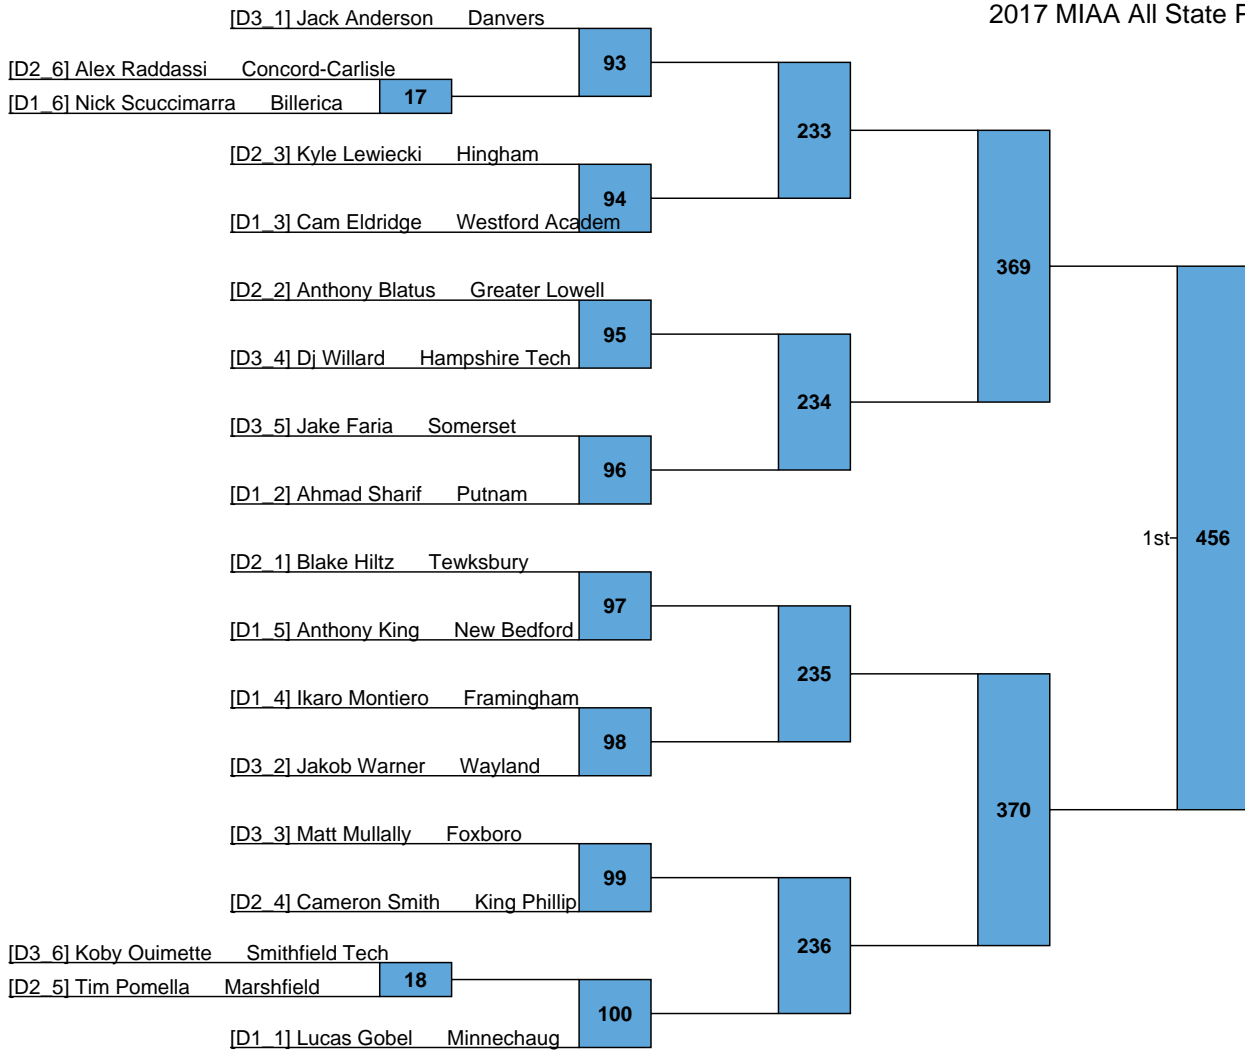 2017 MIAA All State
[D3_1] Jack Anderson Danvers
93
[D2_6] Alex Raddassi Concord-Carlisle
17
[D1_6] Nick Scuccimarra Billerica
233
[D2_3] Kyle Lewiecki Hingham
94
[D1_3] Cam Eldridge Westford Academ
369
[D2_2] Anthony Blatus Greater Lowell
95
[D3_4] Dj Willard Hampshire Tech
234
[D3_5] Jake Faria Somerset
96
[D1_2] Ahmad Sharif Putnam
1st 456
[D2_1] Blake Hiltz Tewksbury
97
[D1_5] Anthony King New Bedford
235
[D1_4] Ikaro Montiero Framingham
98
[D3_2] Jakob Warner Wayland
370
[D3_3] Matt Mullally Foxboro
99
[D2_4] Cameron Smith King Phillip
236
[D3_6] Koby Ouimette Smithfield Tech
18
[D2_5] Tim Pomella Marshfield
100
[D1_1] Lucas Gobel Minnechaug